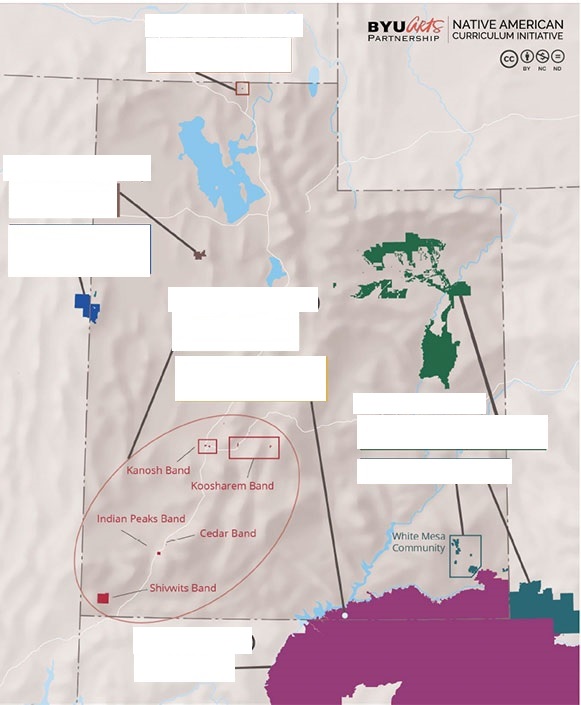 BYU Arts
PARTNERSHIP
NATIVE AMERICAN
CURRICULUM INITIATIVE
cc
BY NC ND
Kanosh Band
Koosharem Band
Indian Peaks Band
Cedar Band
White Mesa
Community
Shivwits Band